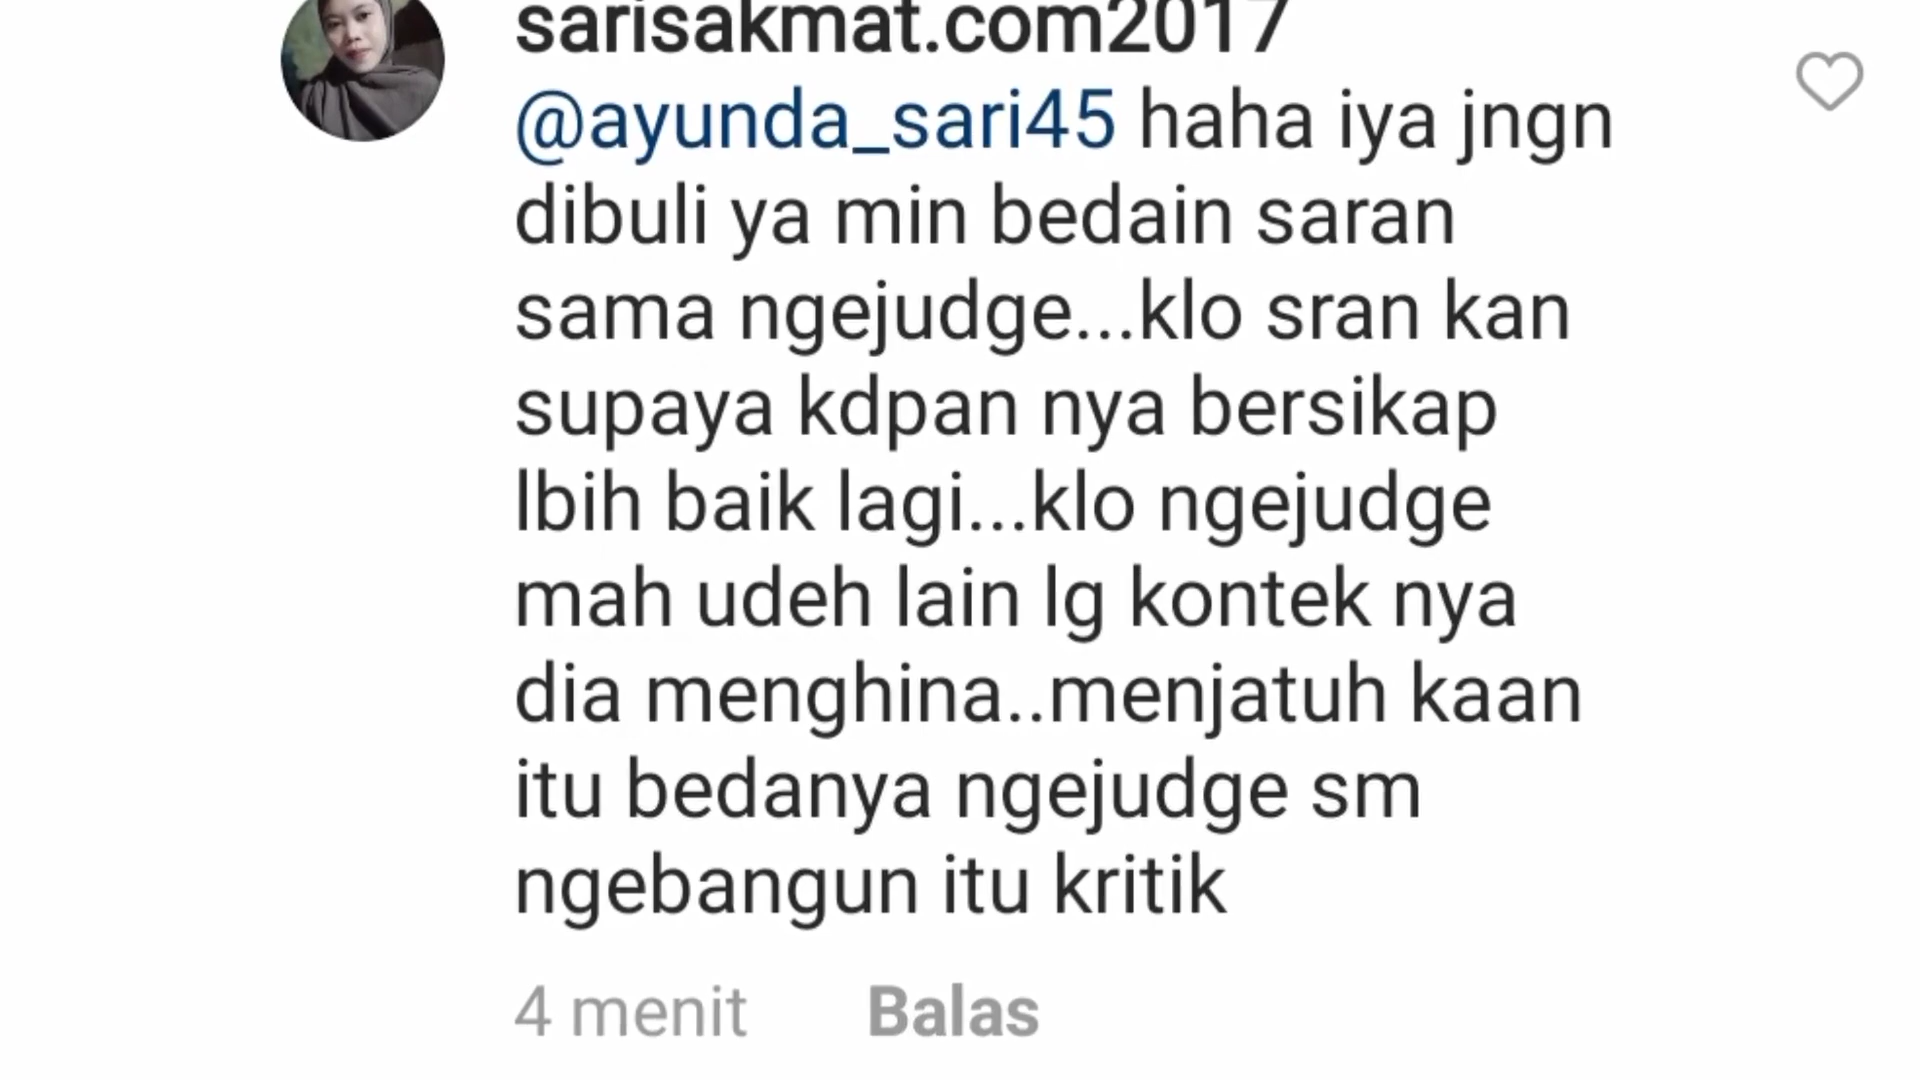 sarisakmat.com2017
@ayunda_sari45 haha iya jngn
dibuli ya min bedain saran
sama ngejudge...klo sran kan
supaya kdpan nya bersikap
lbih baik lagi...klo ngejudge
mah udeh lain lg kontek nya
dia menghina..menjatuh kaan
itu bedanya ngejudge sm
ngebangun itu kritik
4 menit Balas